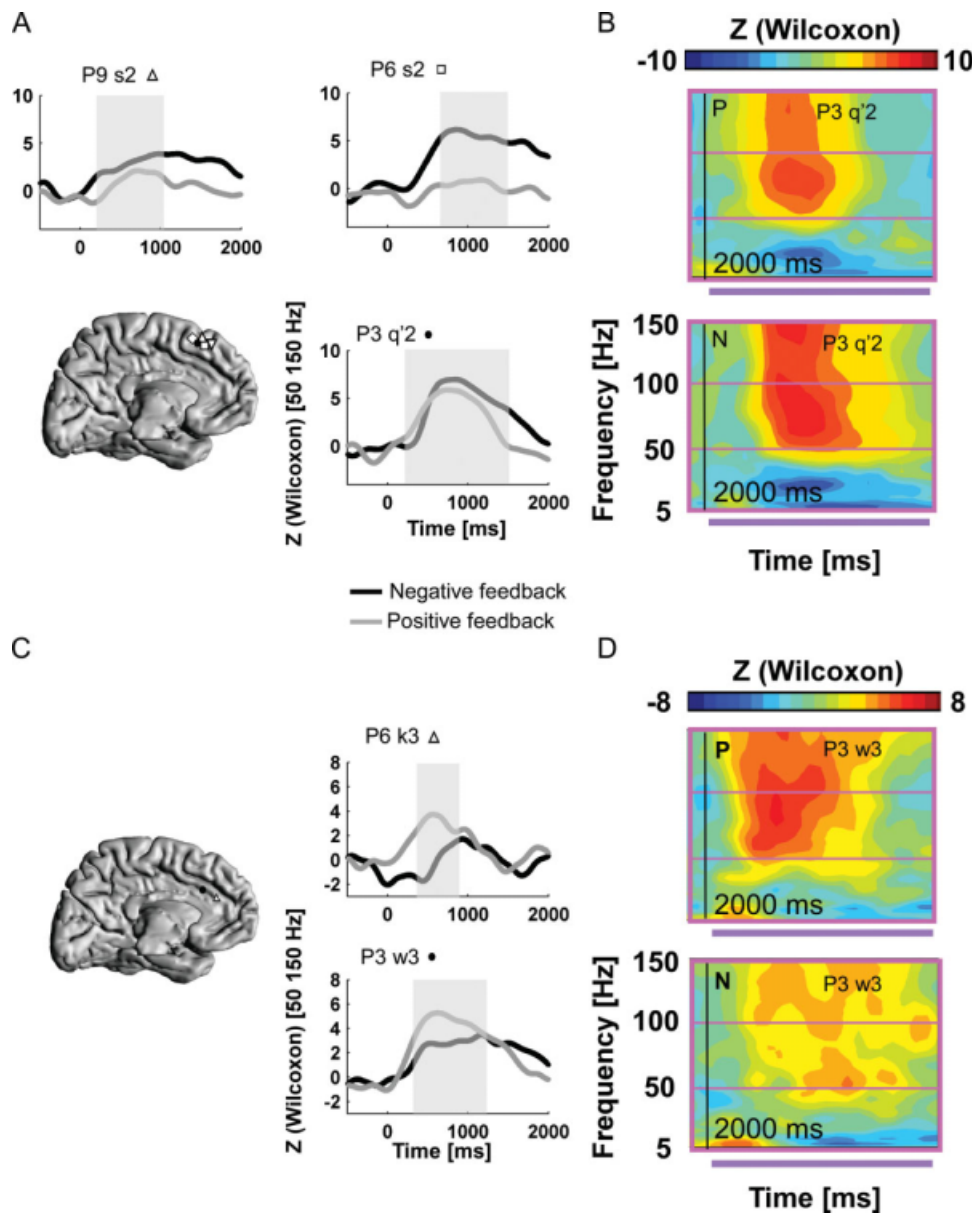 A
P9 s2 △
10
5
0
0 1000 2000
P6 s2 □
10
5
0
0 1000 2000
Z (Wilcoxon) [50 150 Hz]
P3 q'2 ●
10
5
0
0 1000 2000
Time [ms]
Negative feedback
Positive feedback
B
Z (Wilcoxon)
-10 10
P P3 q'2
2000 ms
Frequency [Hz]
150
100
50
5
N P3 q'2
2000 ms
Time [ms]
C
P6 k3 △
8
6
4
2
0
-2
0 1000 2000
Z (Wilcoxon) [50 150 Hz]
P3 w3 ●
8
6
4
2
0
-2
0 1000 2000
Time [ms]
D
Z (Wilcoxon)
-8 8
P P3 w3
2000 ms
Frequency [Hz]
150
100
50
5
N P3 w3
2000 ms
Time [ms]